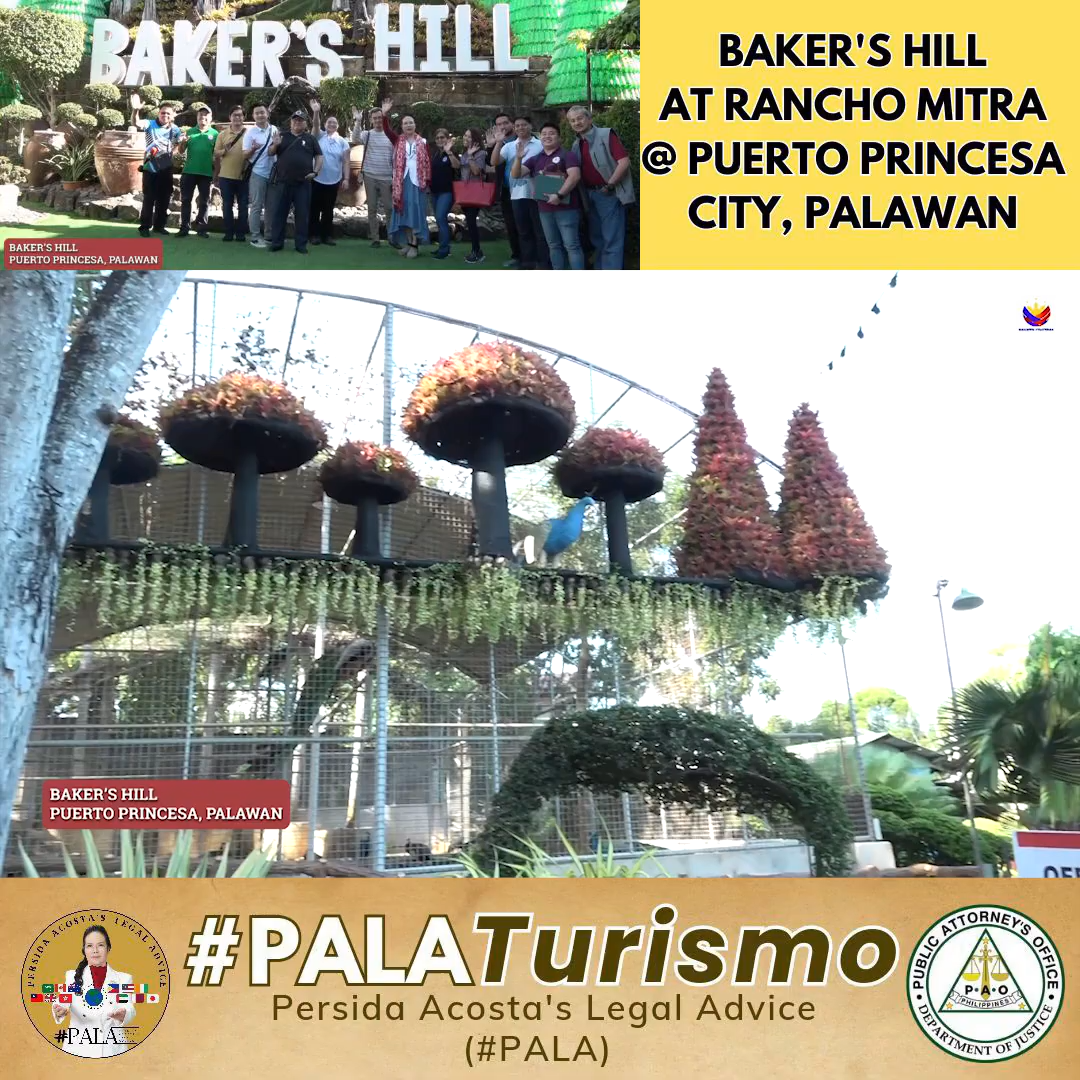 BAKER'S HILL
BAKER'S HILL
AT RANCHO MITRA
@ PUERTO PRINCESA
CITY, PALAWAN
BAKER'S HILL
PUERTO PRINCESA, PALAWAN
BAKER'S HILL
PUERTO PRINCESA, PALAWAN
PERSIDA ACOSTA'S LEGAL ADVICE
#PALA
#PALATurismo
Persida Acosta's Legal Advice
(#PALA)
PUBLIC ATTORNEY'S OFFICE
P A O
PHILIPPINES
DEPARTMENT OF JUSTICE